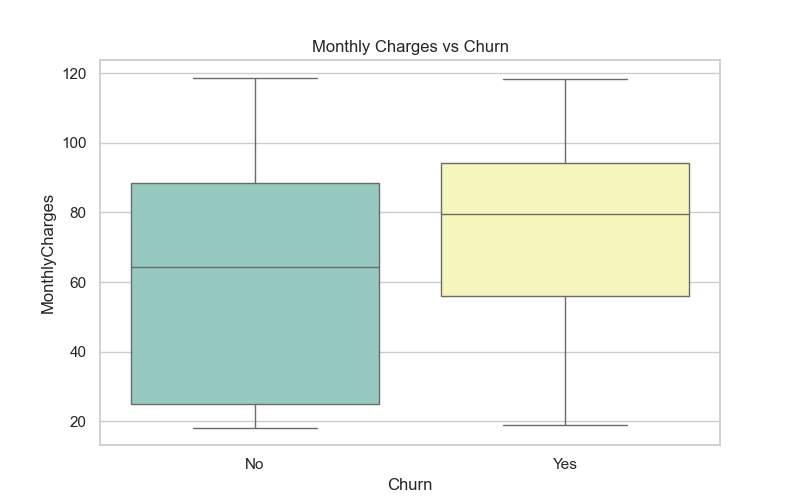 Monthly Charges vs Churn
120
100
80
60
40
20
MonthlyCharges
No
Yes
Churn